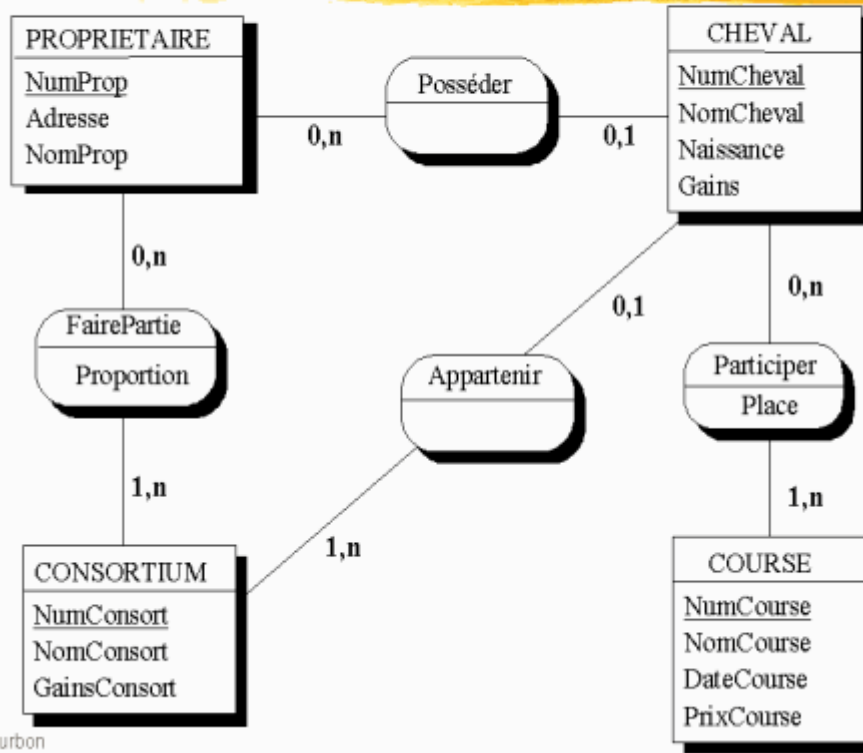 PROPRIETAIRE
NumProp
Adresse
NomProp
0,n
Posséder
0,1
CHEVAL
NumCheval
NomCheval
Naissance
Gains
0,n
FairePartie
Proportion
1,n
0,1
Appartenir
1,n
0,n
Participer
Place
1,n
CONSORTIUM
NumConsort
NomConsort
GainsConsort
COURSE
NumCourse
NomCourse
DateCourse
PrixCourse
urbon